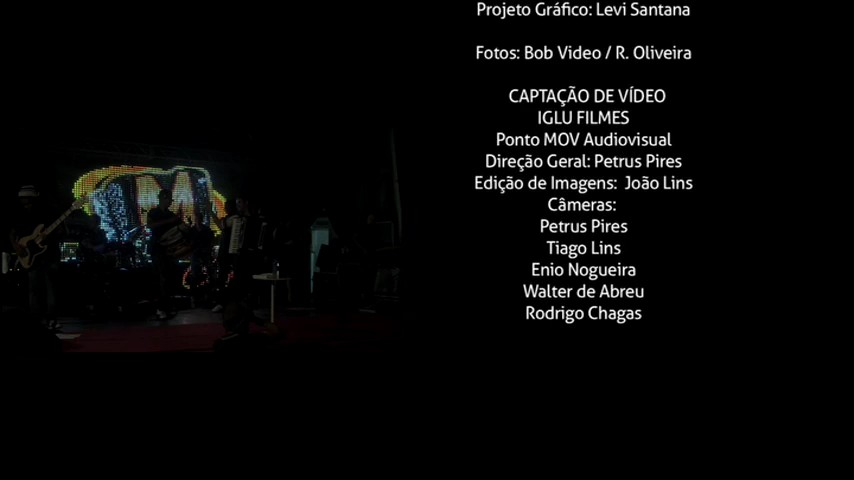 Projeto Gráfico: Levi Santana
Fotos: Bob Video / R. Oliveira
CAPTAÇÃO DE VÍDEO
IGLU FILMES
Ponto MOV Audiovisual
Direção Geral: Petrus Pires
Edição de Imagens:  João Lins
Câmeras:
Petrus Pires
Tiago Lins
Enio Nogueira
Walter de Abreu
Rodrigo Chagas